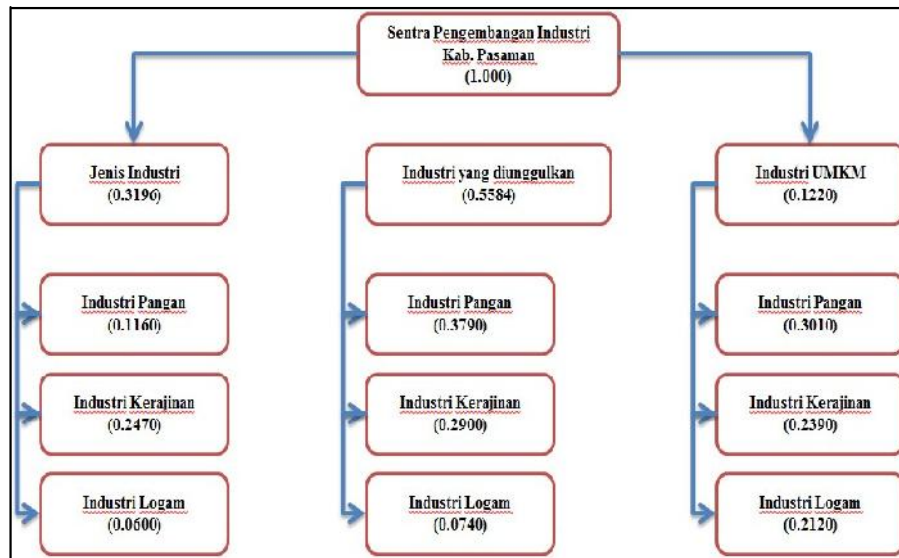 Sentra Pengembangan Industri
Kab. Pasaman
(1.000)
Jenis Industri
(0.3196)
Industri yang diunggulkan
(0.5584)
Industri UMKM
(0.1220)
Industri Pangan
(0.1160)
Industri Pangan
(0.3790)
Industri Pangan
(0.3010)
Industri Kerajinan
(0.2470)
Industri Kerajinan
(0.2900)
Industri Kerajinan
(0.2390)
Industri Logam
(0.0600)
Industri Logam
(0.0740)
Industri Logam
(0.2120)